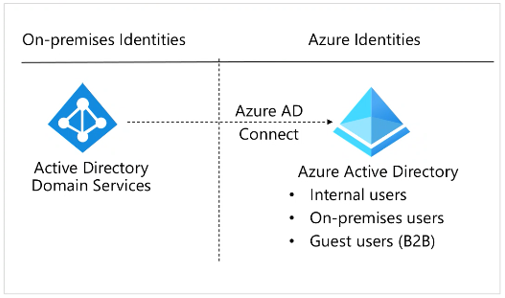 On-premises Identities
Azure Identities
Azure AD
Connect
Active Directory
Domain Services
Azure Active Directory
• Internal users
• On-premises users
• Guest users (B2B)